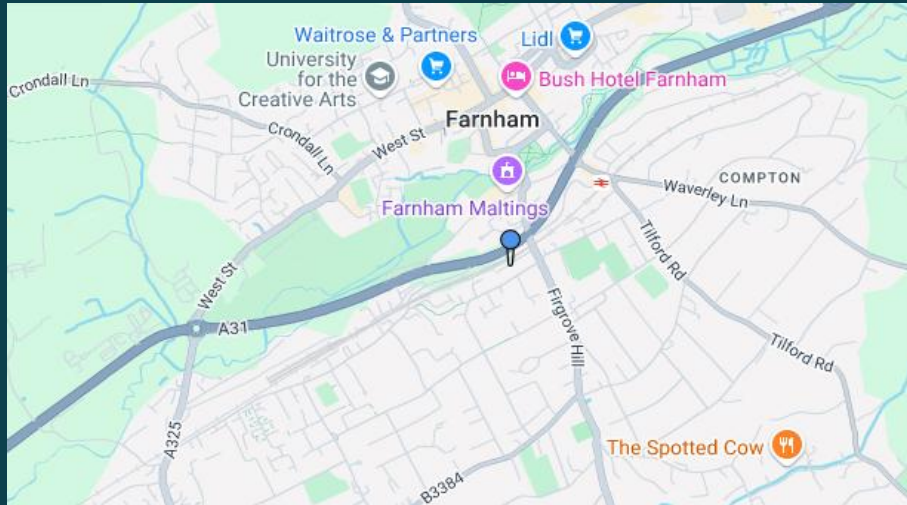 Waitrose & Partners
Lidl
University
for the
Creative Arts
Bush Hotel Farnham
Crondall Ln
Farnham
Crondall Ln
West St
Farnham Maltings
COMPTON
Waverley Ln
Tilford Rd
West St
A31
Firgrove Hill
Tilford Rd
A325
The Spotted Cow
B3384